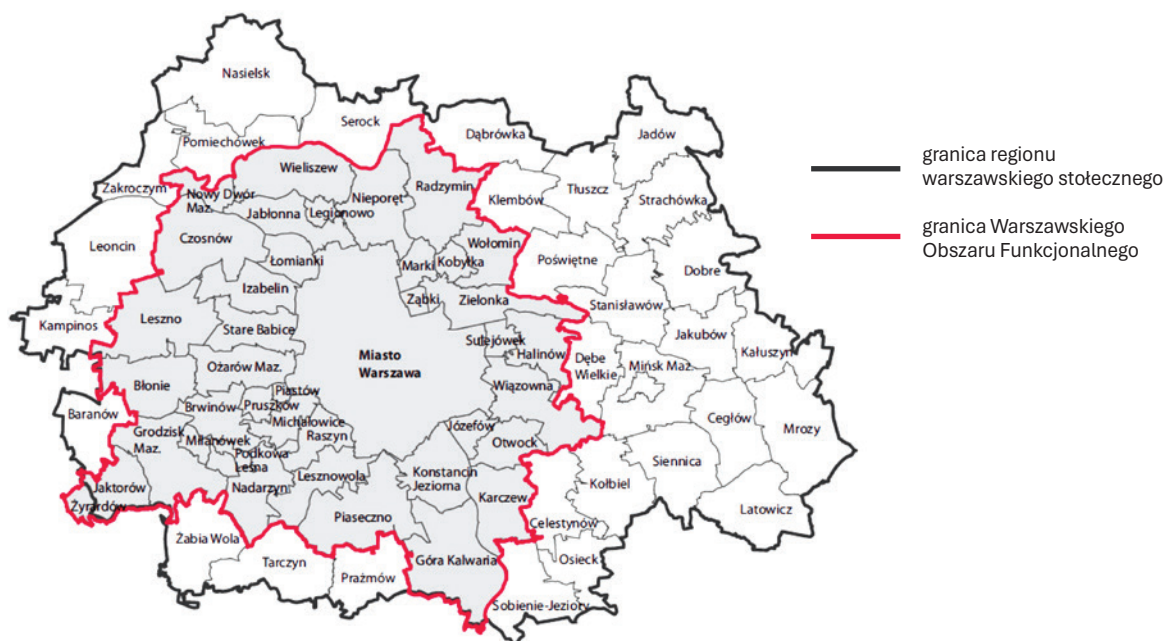 Nasielsk
Serock
Dąbrówka
Jadów
Pomiechówek
Wieliszew
Radzymin
Tłuszcz
Zakroczym
Nowy Dwór
Maz.
Nieporęt
Klembów
Strachówka
Jabłonna
Legionowo
Leoncin
Czosnów
Łomianki
Wołomin
Marki
Kobyłka
Poświętne
Dobre
Izabelin
Ząbki
Zielonka
Stanisławów
Kampinos
Leszno
Stare Babice
Sulejówek
Jakubów
Kałuszyn
Miasto
Warszawa
Halinów
Dębe
Wielkie
Mińsk Maz.
Ożarów Maz.
Błonie
Piastów
Wiązowna
Baranów
Brwinów
Pruszków
Cegłów
Mrozy
Michałowice
Józefów
Grodzisk
Maz.
Milanówek
Raszyn
Otwock
Podkowa
Leśna
Siennica
Lesznowola
Konstancin
Jeziorna
Kołbiel
Jaktorów
Nadarzyn
Karczew
Żyrardów
Latowicz
Piaseczno
Celestynów
Żabia Wola
Góra Kalwaria
Osieck
Tarczyn
Prażmów
Sobienie-Jeziory
granica regionu
warszawskiego stołecznego
granica Warszawskiego
Obszaru Funkcjonalnego